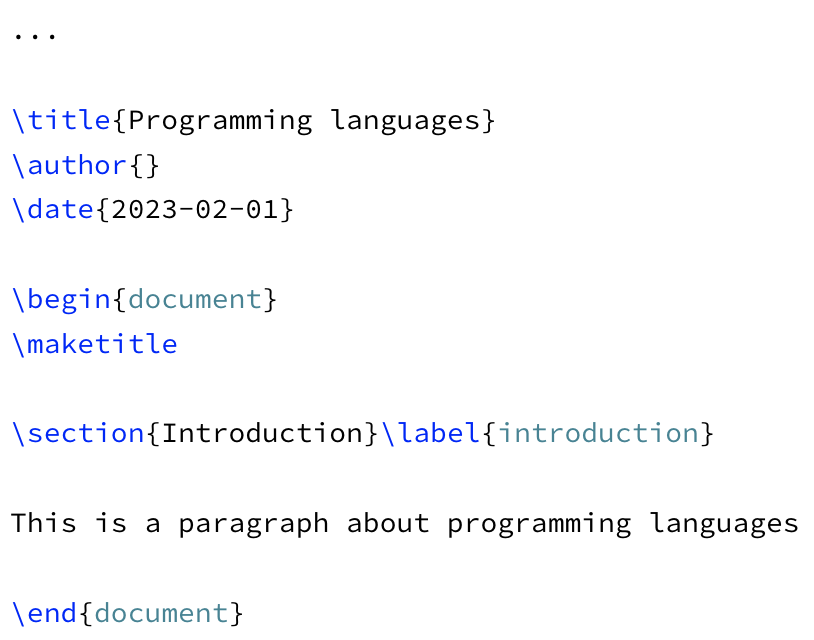 ...
\title{Programming languages}
\author{}
\date{2023-02-01}
\begin{document}
\maketitle
\section{Introduction}\label{introduction}
This is a paragraph about programming languages
\end{document}